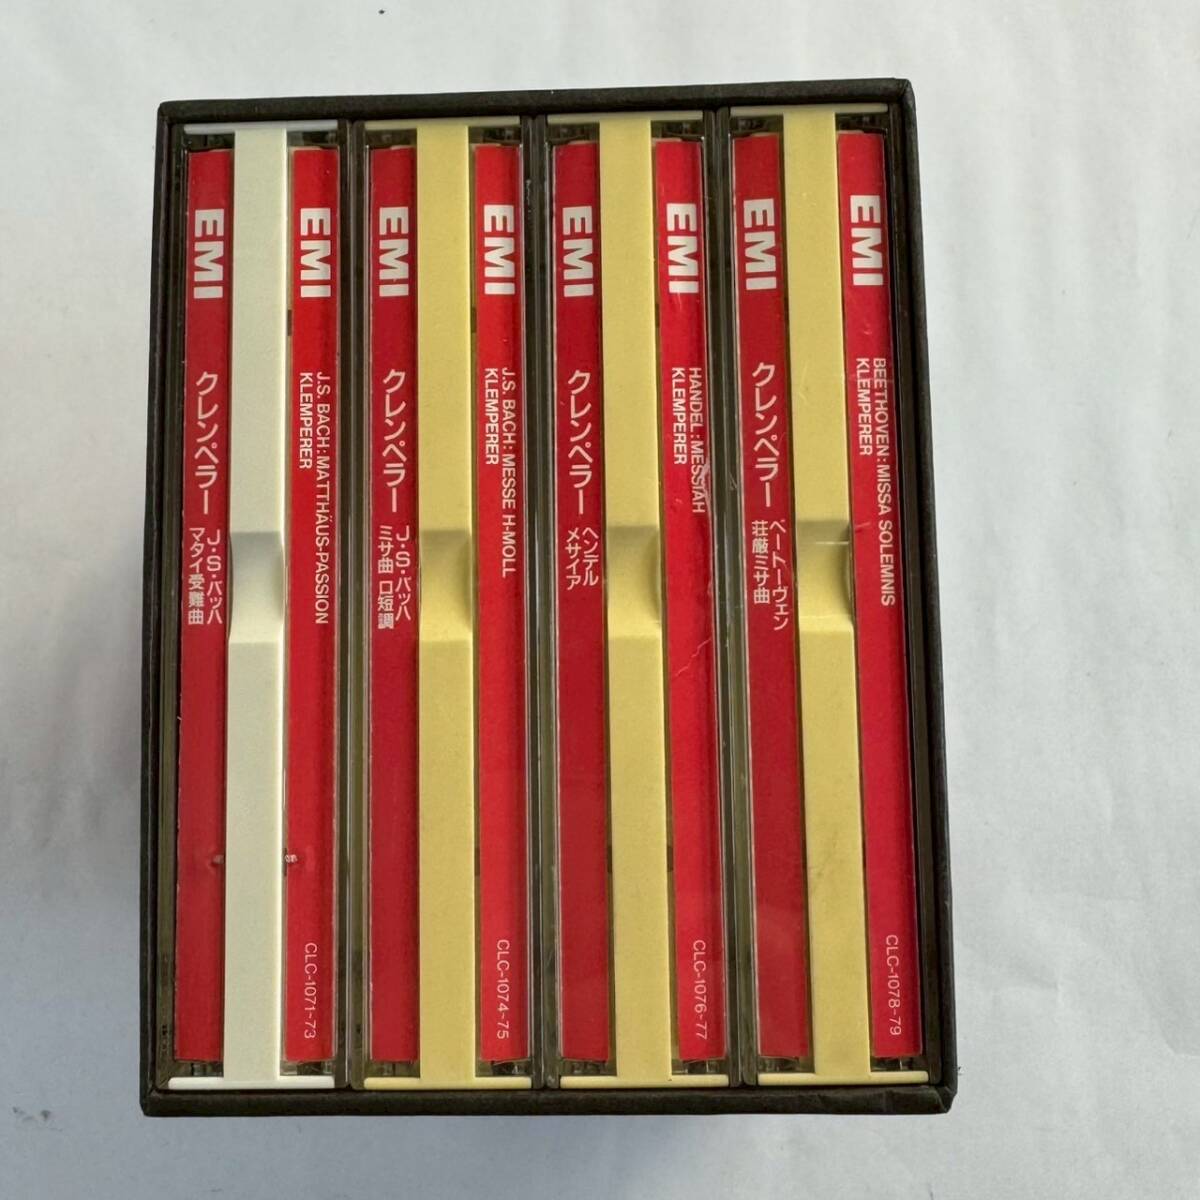 EMI
クレンペラー
J・S・バッハ
マタイ受難曲
EMI
J.S. BACH:MATTHÄUS-PASSION
KLEMPERER
CLC-1071~73
EMI
クレンペラー
J・S・バッハ
ミサ曲 ロ短調
EMI
J.S. BACH:MESSE H-MOLL
KLEMPERER
CLC-1074~75
EMI
クレンペラー
ヘンデル
メサイア
EMI
HANDEL:MESSIAH
KLEMPERER
CLC-1076~77
EMI
クレンペラー
ベートーヴェン
荘厳ミサ曲
EMI
BEETHOVEN:MISSA SOLEMNIS
KLEMPERER
CLC-1078~79